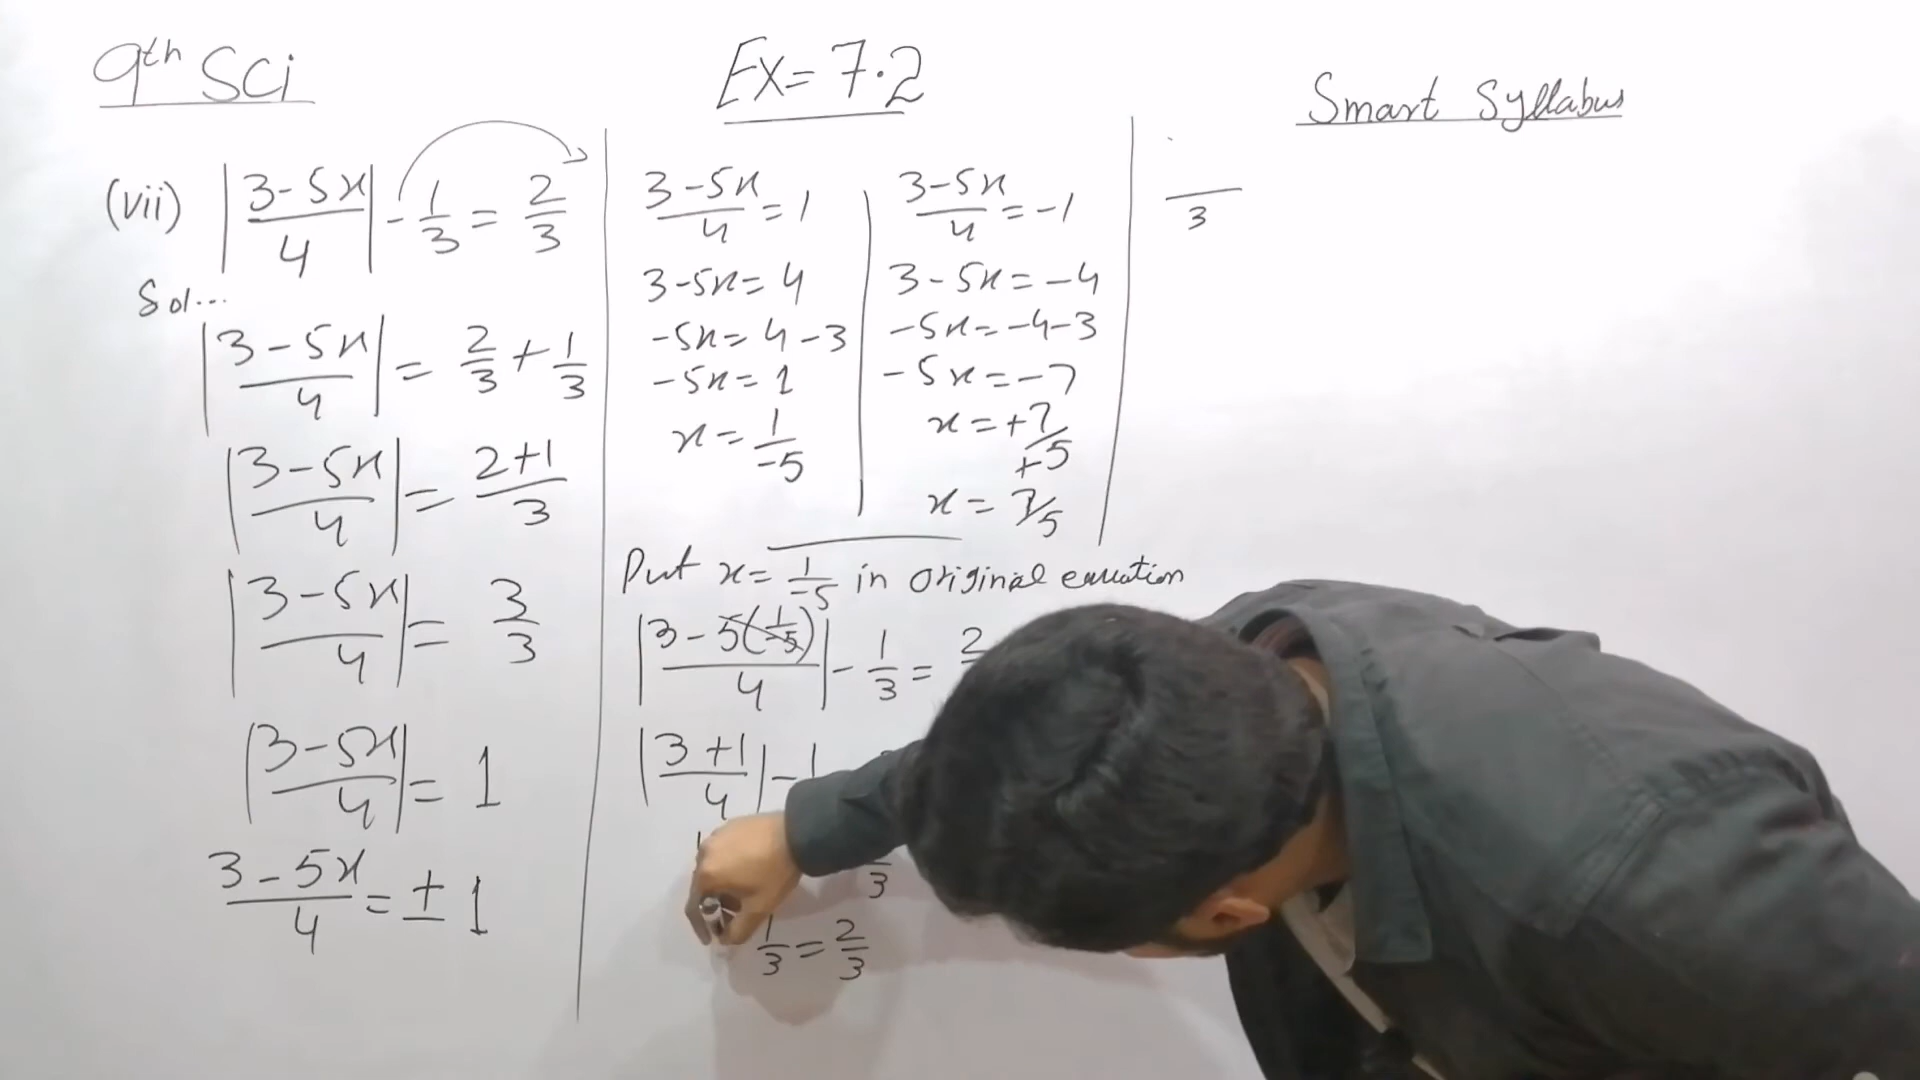 9th Sci
Ex = 7.2
Smart Syllabus
(vii) |3-5x/4| - 1/3 = 2/3
Sol...
|3-5x/4| = 2/3 + 1/3
|3-5x/4| = 2+1/3
|3-5x/4| = 3/3
|3-5x/4| = 1
3-5x/4 = ± 1
3-5x/4 = 1
3-5x = 4
-5x = 4-3
-5x = 1
x = 1/-5
3-5x/4 = -1
3-5x = -4
-5x = -4-3
-5x = -7
x = +7/+5
x = 7/5
Put x = 1/-5 in original equation
|3-5(1/-5)/4| - 1/3 = 2
|3+1/4| - 1
3
1/3 = 2/3
3